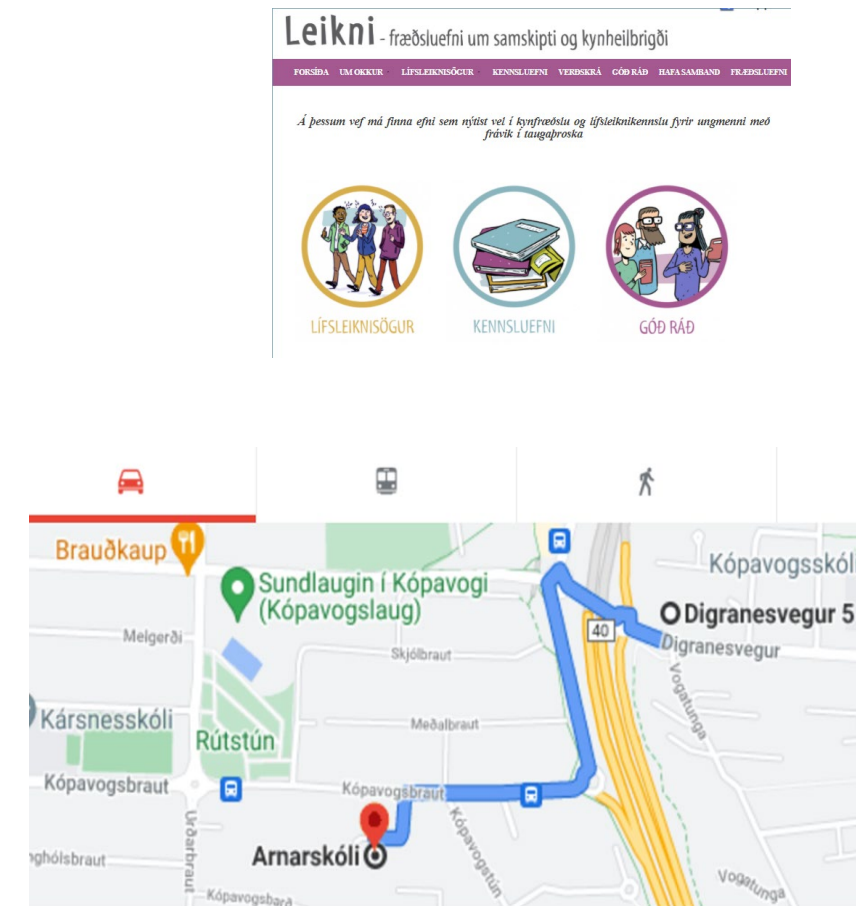 Leikni - fræðsluefni um samskipti og kynheilbrigði
FORSÍÐA UM OKKUR LÍFSLEIKNISÖGUR KENNSLUEFNI VERÐSKRÁ GÓÐ RÁÐ HAFA SAMBAND FRÆÐSLUEFNI
Á þessum vef má finna efni sem nýtist vel í kynfræðslu og lífsleiknikennslu fyrir ungmenni með
frávik í taugaþroska
LÍFSLEIKNISÖGUR
KENNSLUEFNI
GÓÐ RÁÐ
Brauðkaup
Kópavogsskóli
Sundlaugin í Kópavogi
(Kópavogslaug)
Digranesvegur 5
40
Melgerði
Digranesvegur
Skjólbraut
Vogatunga
Kársnesskóli
Meðalbraut
Rútstún
Kópavogsbraut
Kópavogsbraut
Urðarbraut
Kópavogstún
Arnarskóli
nghólsbraut
Vogatunga
Kópavogsbarð